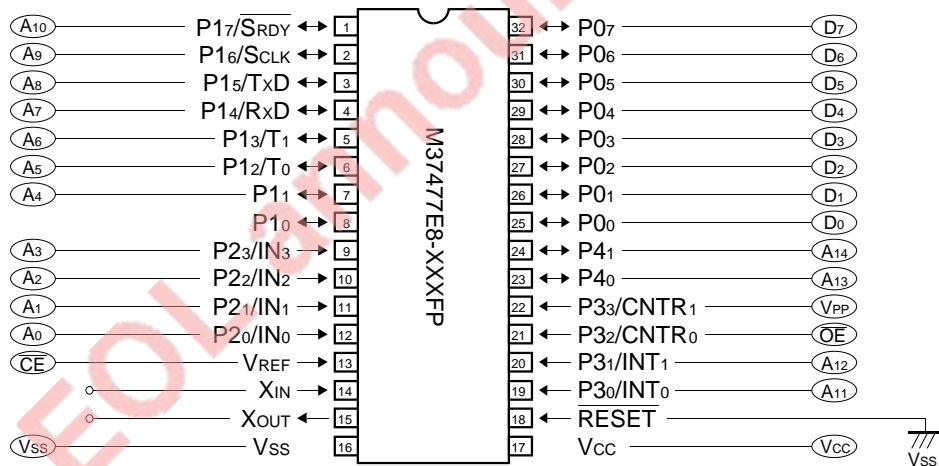 A10 P17/SRDY 1 32 P07 D7
A9 P16/SCLK 2 31 P06 D6
A8 P15/TXD 3 30 P05 D5
A7 P14/RXD 4 29 P04 D4
A6 P13/T1 5 28 P03 D3
A5 P12/T0 6 27 P02 D2
A4 P11 7 26 P01 D1
P10 8 25 P00 D0
A3 P23/IN3 9 24 P41 A14
A2 P22/IN2 10 23 P40 A13
A1 P21/IN1 11 22 P33/CNTR1 VPP
A0 P20/IN0 12 21 P32/CNTR0 OE
CE VREF 13 20 P31/INT1 A12
XIN 14 19 P30/INT0 A11
XOUT 15 18 RESET
VSS VSS 16 17 VCC VCC
VSS
M37477E8-XXXFP
EOL annou